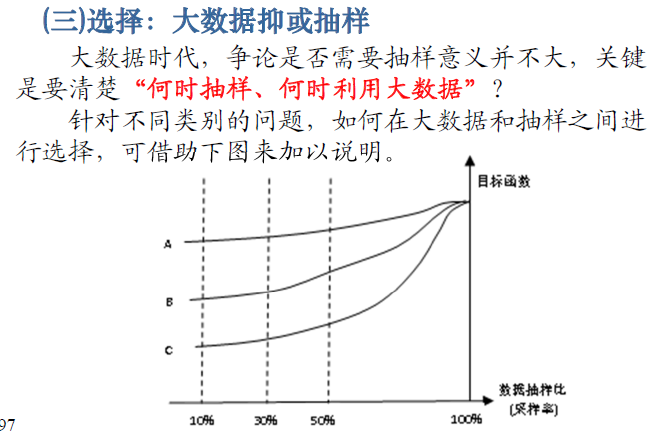 (三)选择：大数据抑或抽样
大数据时代，争论是否需要抽样意义并不大，关键
是要清楚“何时抽样、何时利用大数据”？
针对不同类别的问题，如何在大数据和抽样之间进
行选择，可借助下图来加以说明。
目标函数
A
B
C
数据抽样比
(采样率)
10%
30%
50%
100%
97